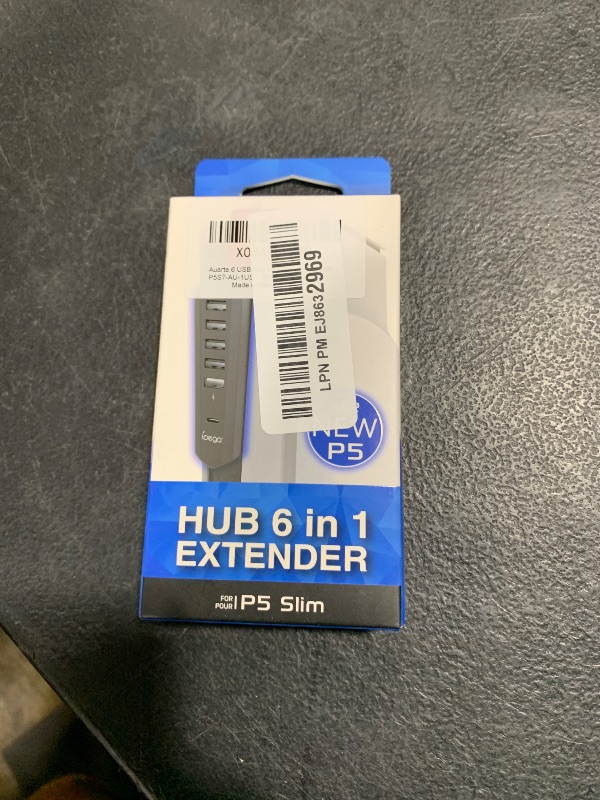 X0
Auarte 6 USB
P5S7-AU-1US
Made
LPN PM EJ8632969
ipega
NEW
P5
HUB 6 in 1
EXTENDER
FOR
POUR
P5 Slim